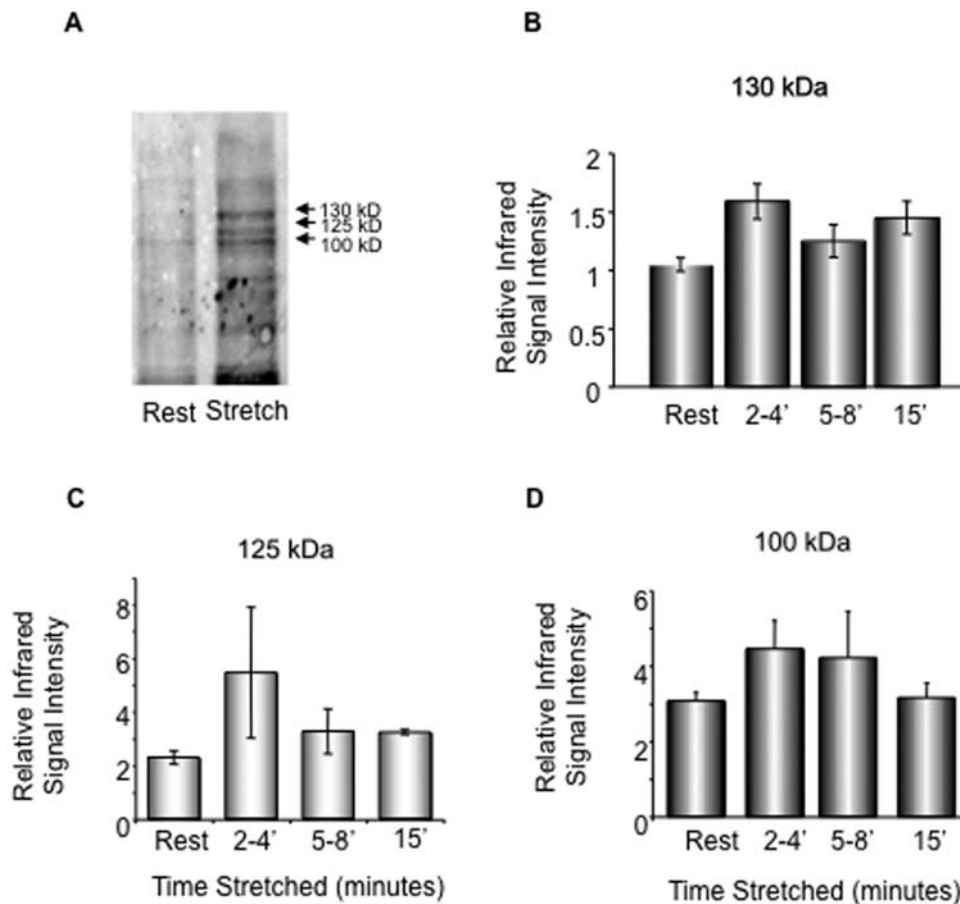 A
130 kD
125 kD
100 kD
Rest Stretch
B
130 kDa
Relative Infrared
Signal Intensity
2
1.5
1
0.5
0
Rest 2-4' 5-8' 15'
C
125 kDa
Relative Infrared
Signal Intensity
8
6
4
2
0
Rest 2-4' 5-8' 15'
Time Stretched (minutes)
D
100 kDa
Relative Infrared
Signal Intensity
6
4
2
0
Rest 2-4' 5-8' 15'
Time Stretched (minutes)